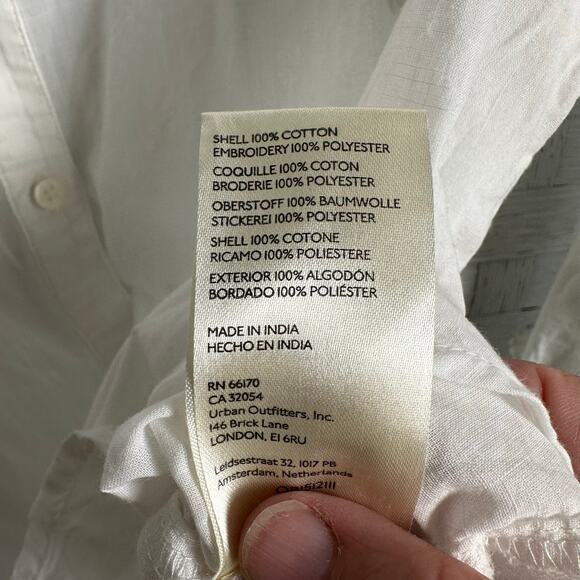 SHELL 100% COTTON
EMBROIDERY 100% POLYESTER
COQUILLE 100% COTON
BRODERIE 100% POLYESTER
OBERSTOFF 100% BAUMWOLLE
STICKEREI 100% POLYESTER
SHELL 100% COTONE
RICAMO 100% POLIESTERE
EXTERIOR 100% ALGODÓN
BORDADO 100% POLIÉSTER
MADE IN INDIA
HECHO EN INDIA
RN 66170
CA 32054
Urban Outfitters, Inc.
146 Brick Lane
LONDON, E1 6RU
Leidsestraat 32, 1017 PB
Amsterdam, Netherlands